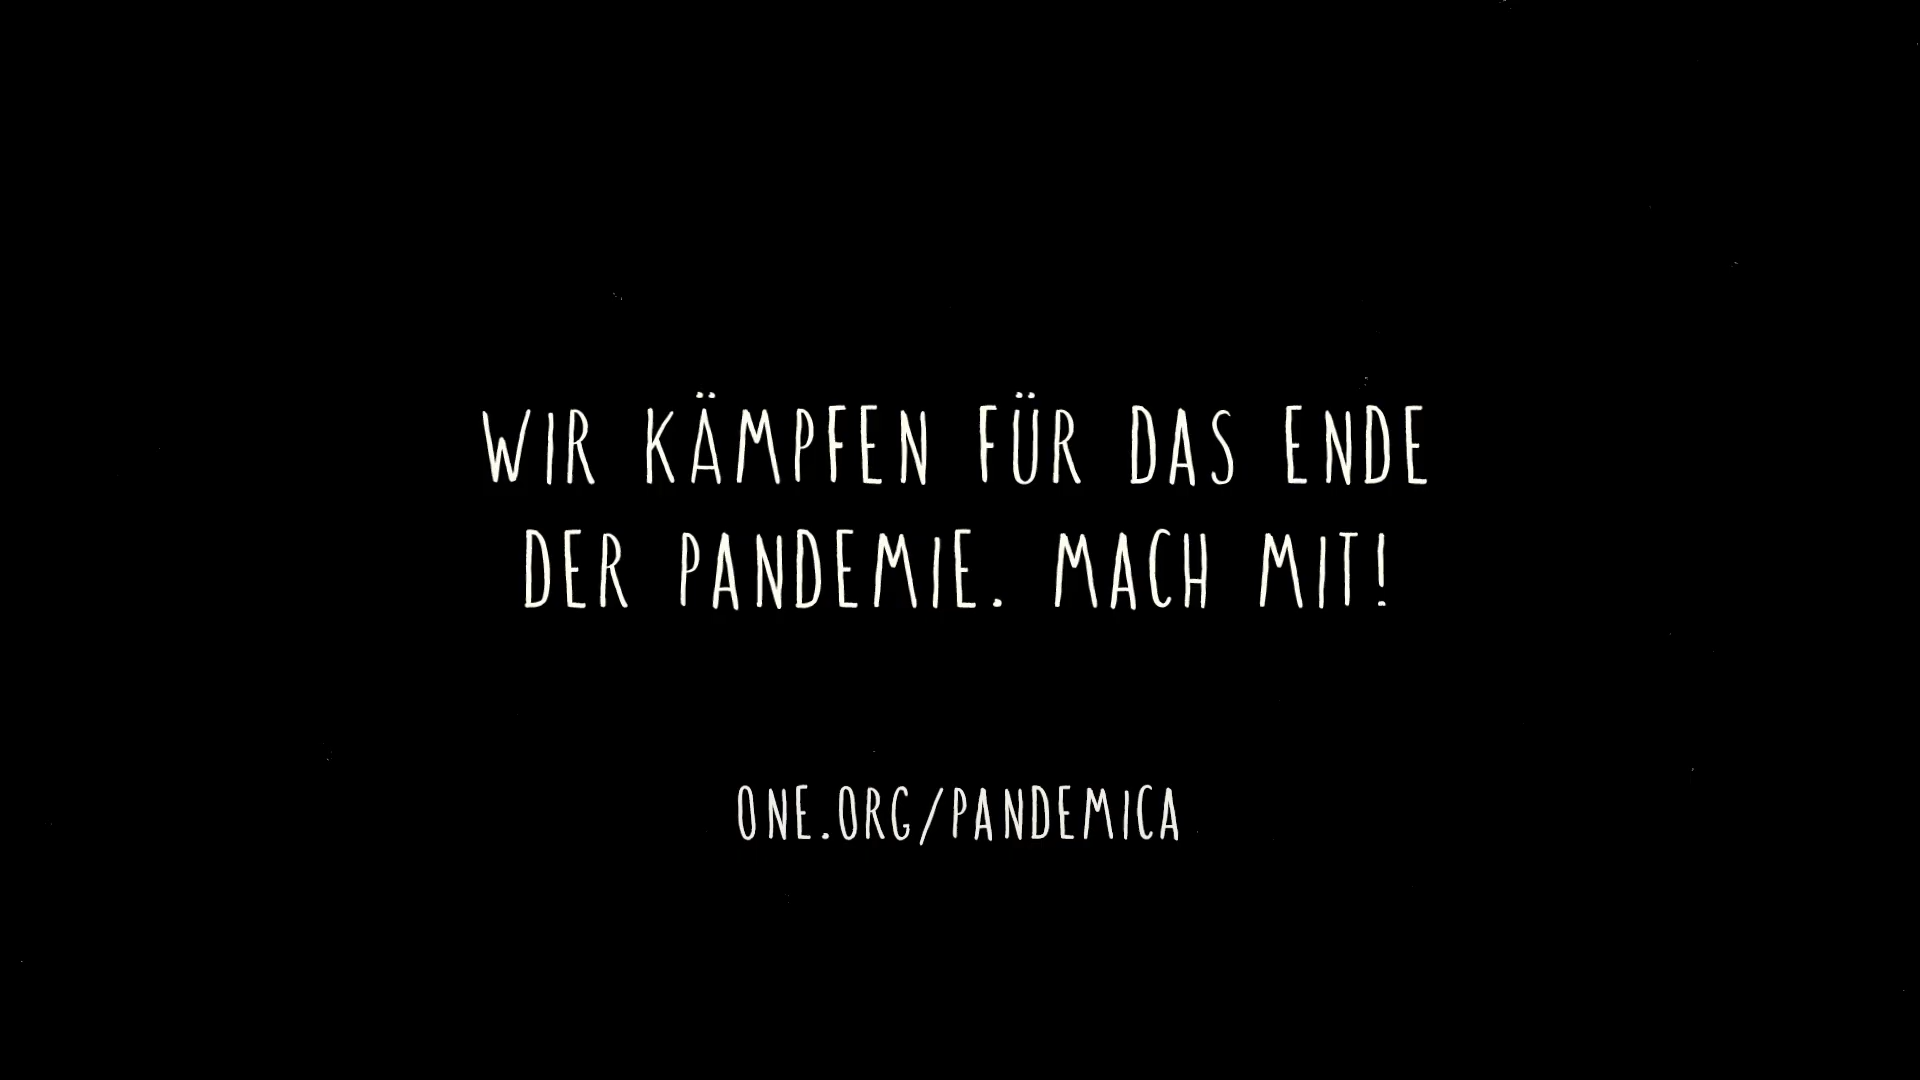 WIR KÄMPFEN FÜR DAS ENDE
DER PANDEMIE. MACH MIT!
ONE.ORG/PANDEMICA